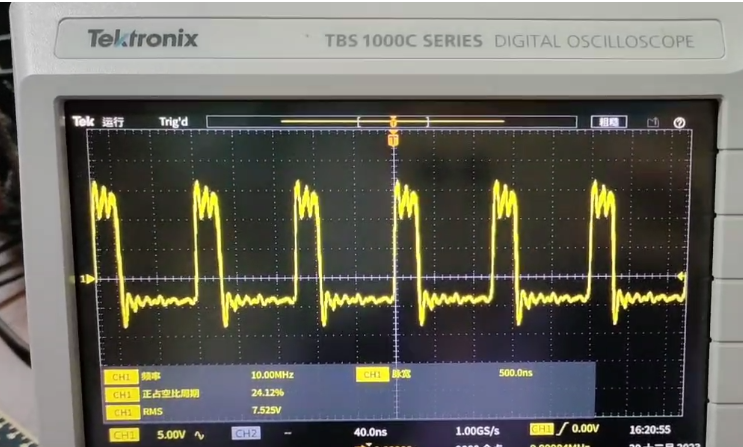 Tektronix TBS 1000C SERIES DIGITAL OSCILLOSCOPE
Tek 运行 Trig'd 粗略 ?
T
1
CH1 频率 10.00MHz CH1 脉宽 500.0ns
CH1 正占空比周期 24.12%
CH1 RMS 7.525V
CH1 5.00V CH2 -- 40.0ns 1.00GS/s CH1 0.00V 16:20:55